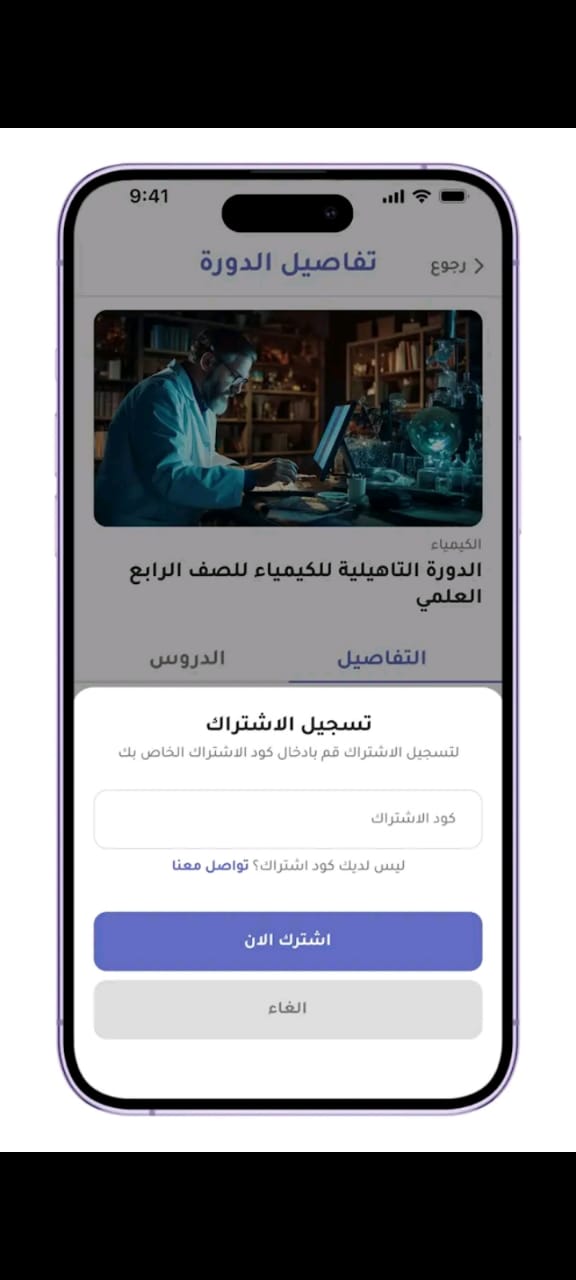 9:41
رجوع
تفاصيل الدورة
الكيمياء
الدورة التاهيلية للكيمياء للصف الرابع
العلمي
التفاصيل
الدروس
تسجيل الاشتراك
لتسجيل الاشتراك قم بادخال كود الاشتراك الخاص بك
كود الاشتراك
ليس لديك كود اشتراك؟ تواصل معنا
اشترك الان
الغاء